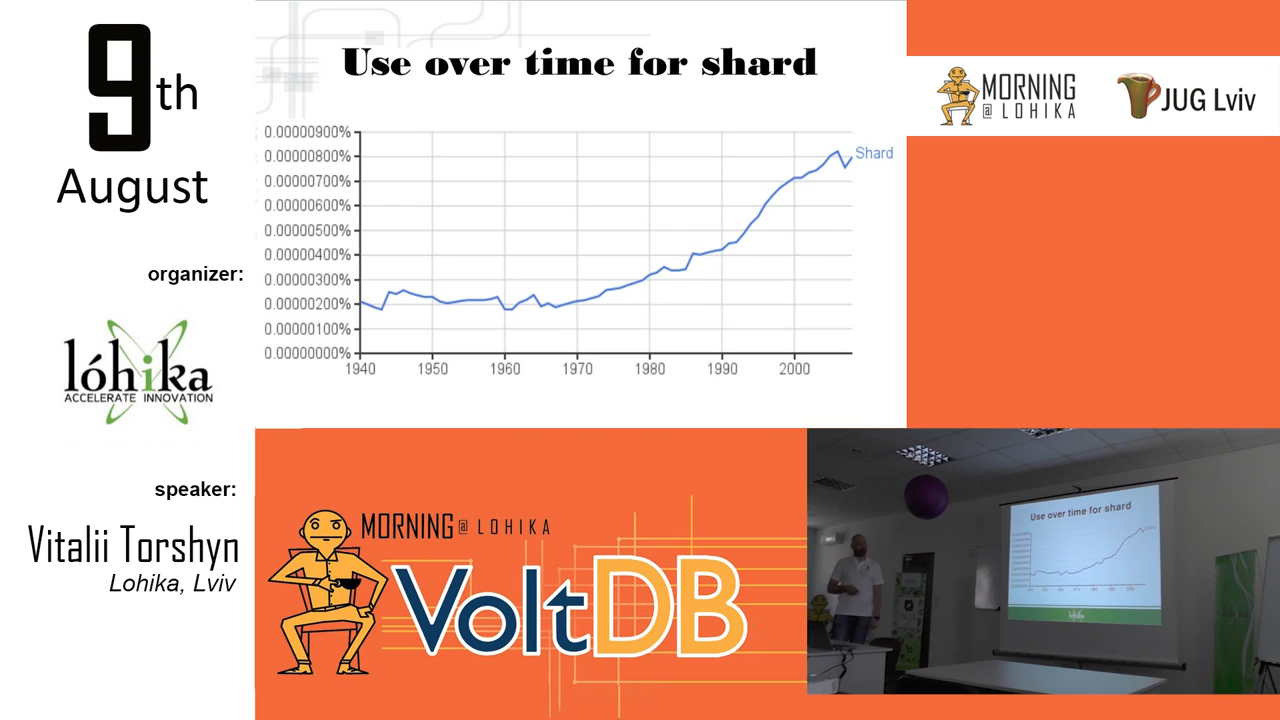 9th
August
organizer:
lóhika
ACCELERATE INNOVATION
speaker:
Vitalii Torshyn
Lohika, Lviv
Use over time for shard
0.00000900%
0.00000800%
0.00000700%
0.00000600%
0.00000500%
0.00000400%
0.00000300%
0.00000200%
0.00000100%
0.00000000%
1940 1950 1960 1970 1980 1990 2000
Shard
MORNING
@ LOHIKA
JUG Lviv
MORNING @ LOHIKA
VoltDB
Use over time for shard